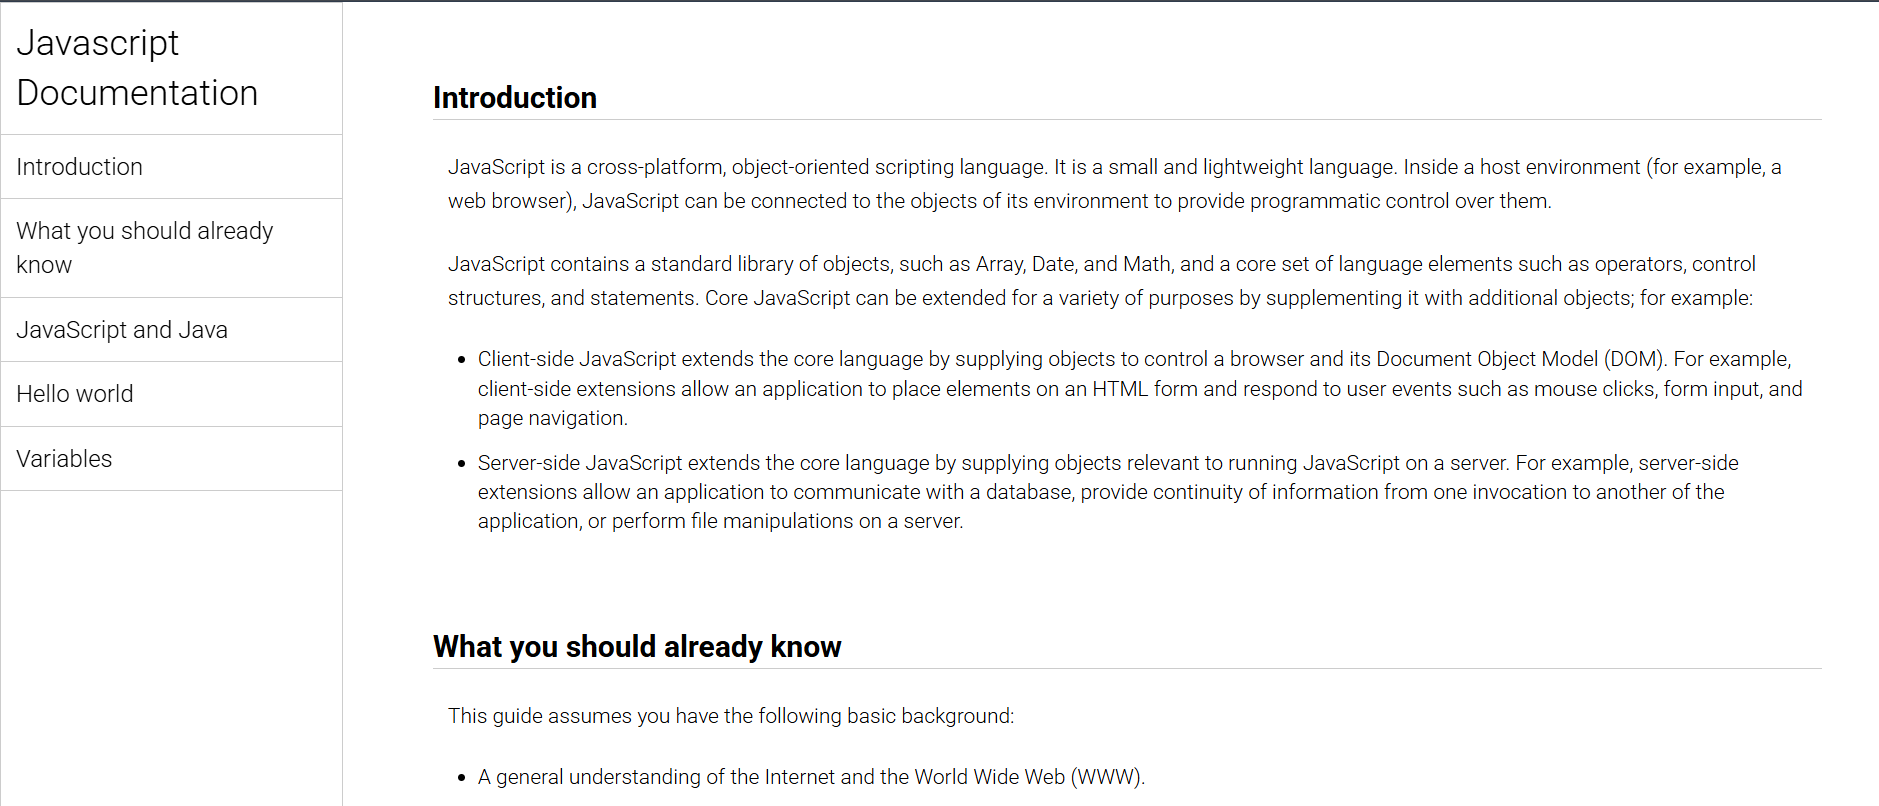 Javascript
Documentation
Introduction
What you should already
know
JavaScript and Java
Hello world
Variables
Introduction
JavaScript is a cross-platform, object-oriented scripting language. It is a small and lightweight language. Inside a host environment (for example, a
web browser), JavaScript can be connected to the objects of its environment to provide programmatic control over them.
JavaScript contains a standard library of objects, such as Array, Date, and Math, and a core set of language elements such as operators, control
structures, and statements. Core JavaScript can be extended for a variety of purposes by supplementing it with additional objects; for example:
• Client-side JavaScript extends the core language by supplying objects to control a browser and its Document Object Model (DOM). For example,
client-side extensions allow an application to place elements on an HTML form and respond to user events such as mouse clicks, form input, and
page navigation.
• Server-side JavaScript extends the core language by supplying objects relevant to running JavaScript on a server. For example, server-side
extensions allow an application to communicate with a database, provide continuity of information from one invocation to another of the
application, or perform file manipulations on a server.
What you should already know
This guide assumes you have the following basic background:
• A general understanding of the Internet and the World Wide Web (WWW).